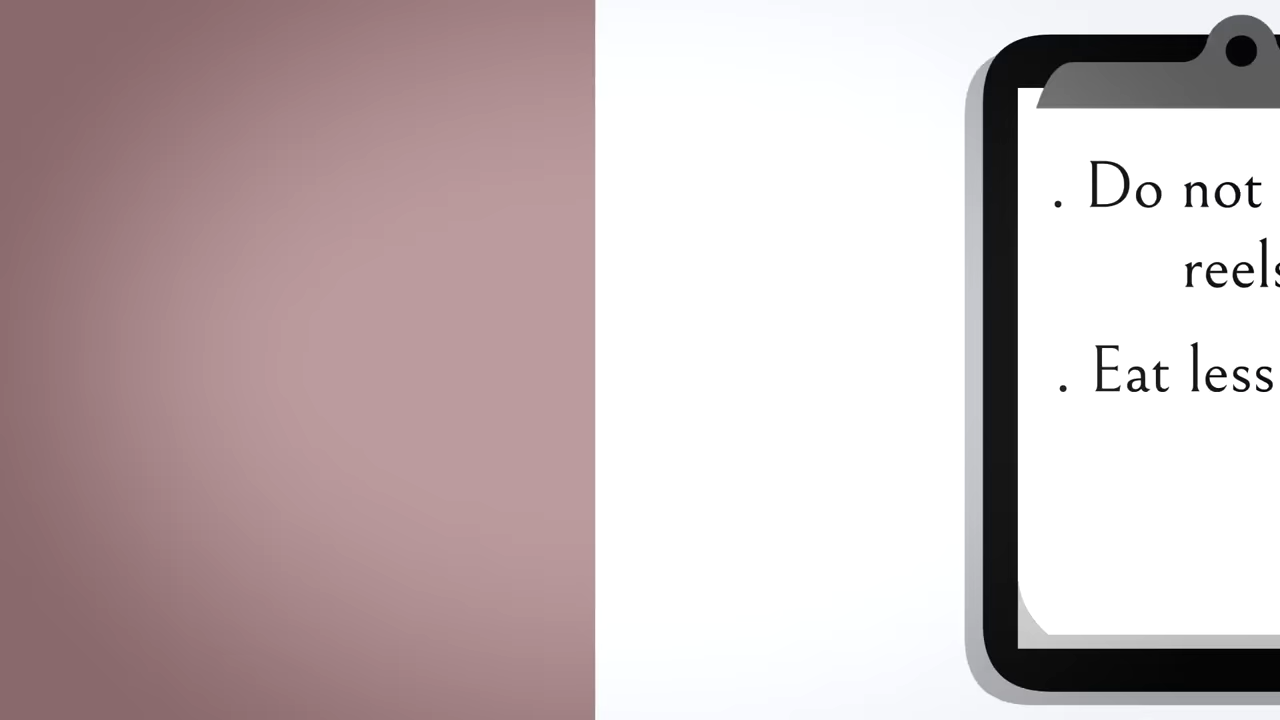 . Do not
reels
. Eat less